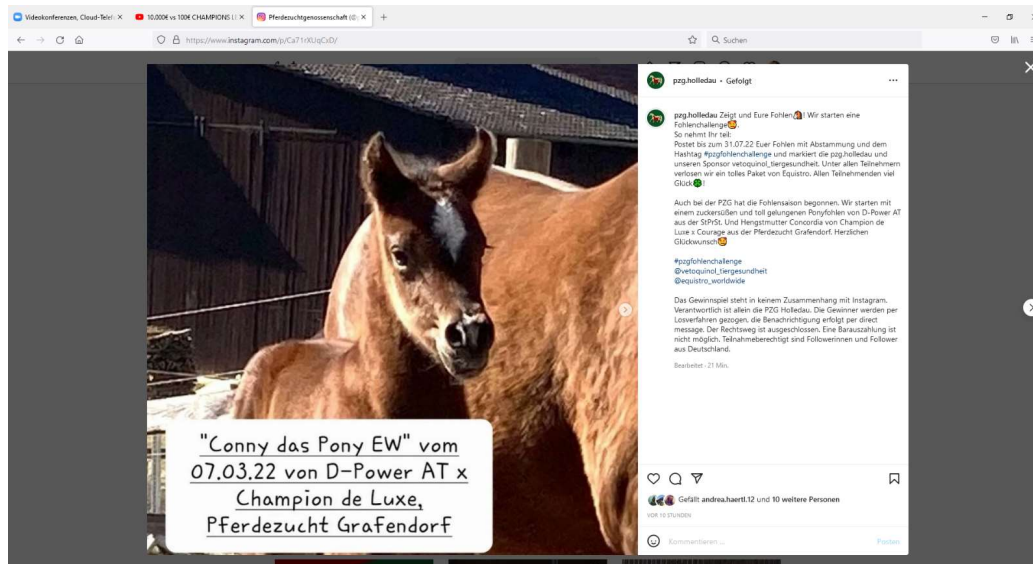 Videokonferenzen, Cloud-Telef
10.000€ vs 100€ CHAMPIONS L
Pferdezuchtgenossenschaft (@
https://www.instagram.com/p/Ca71rXUqCxD/
Suchen
"Conny das Pony EW" vom
07.03.22 von D-Power AT x
Champion de Luxe,
Pferdezucht Grafendorf
pzg.holledau • Gefolgt
pzg.holledau Zeigt und Eure Fohlen! Wir starten eine
Fohlenchallenge.
So nehmt Ihr teil:
Postet bis zum 31.07.22 Euer Fohlen mit Abstammung und dem
Hashtag #pzgfohlenchallenge und markiert die pzg.holledau und
unseren Sponsor vetoquinol_tiergesundheit. Unter allen Teilnehmern
verlosen wir ein tolles Paket von Equistro. Allen Teilnehmenden viel
Glück!
Auch bei der PZG hat die Fohlensaison begonnen. Wir starten mit
einem zuckersüßen und toll gelungenen Ponyfohlen von D-Power AT
aus der StPrSt. Und Hengstmutter Concordia von Champion de
Luxe x Courage aus der Pferdezucht Grafendorf. Herzlichen
Glückwunsch
#pzgfohlenchallenge
@vetoquinol_tiergesundheit
@equistro_worldwide
Das Gewinnspiel steht in keinem Zusammenhang mit Instagram.
Verantwortlich ist allein die PZG Holledau. Die Gewinner werden per
Losverfahren gezogen. die Benachrichtigung erfolgt per direct
message. Der Rechtsweg ist ausgeschlossen. Eine Barauszahlung ist
nicht möglich. Teilnahmeberechtigt sind Followerinnen und Follower
aus Deutschland.
Bearbeitet · 21 Min.
Gefällt andrea.haertl.12 und 10 weitere Personen
VOR 10 STUNDEN
Kommentieren ...
Posten